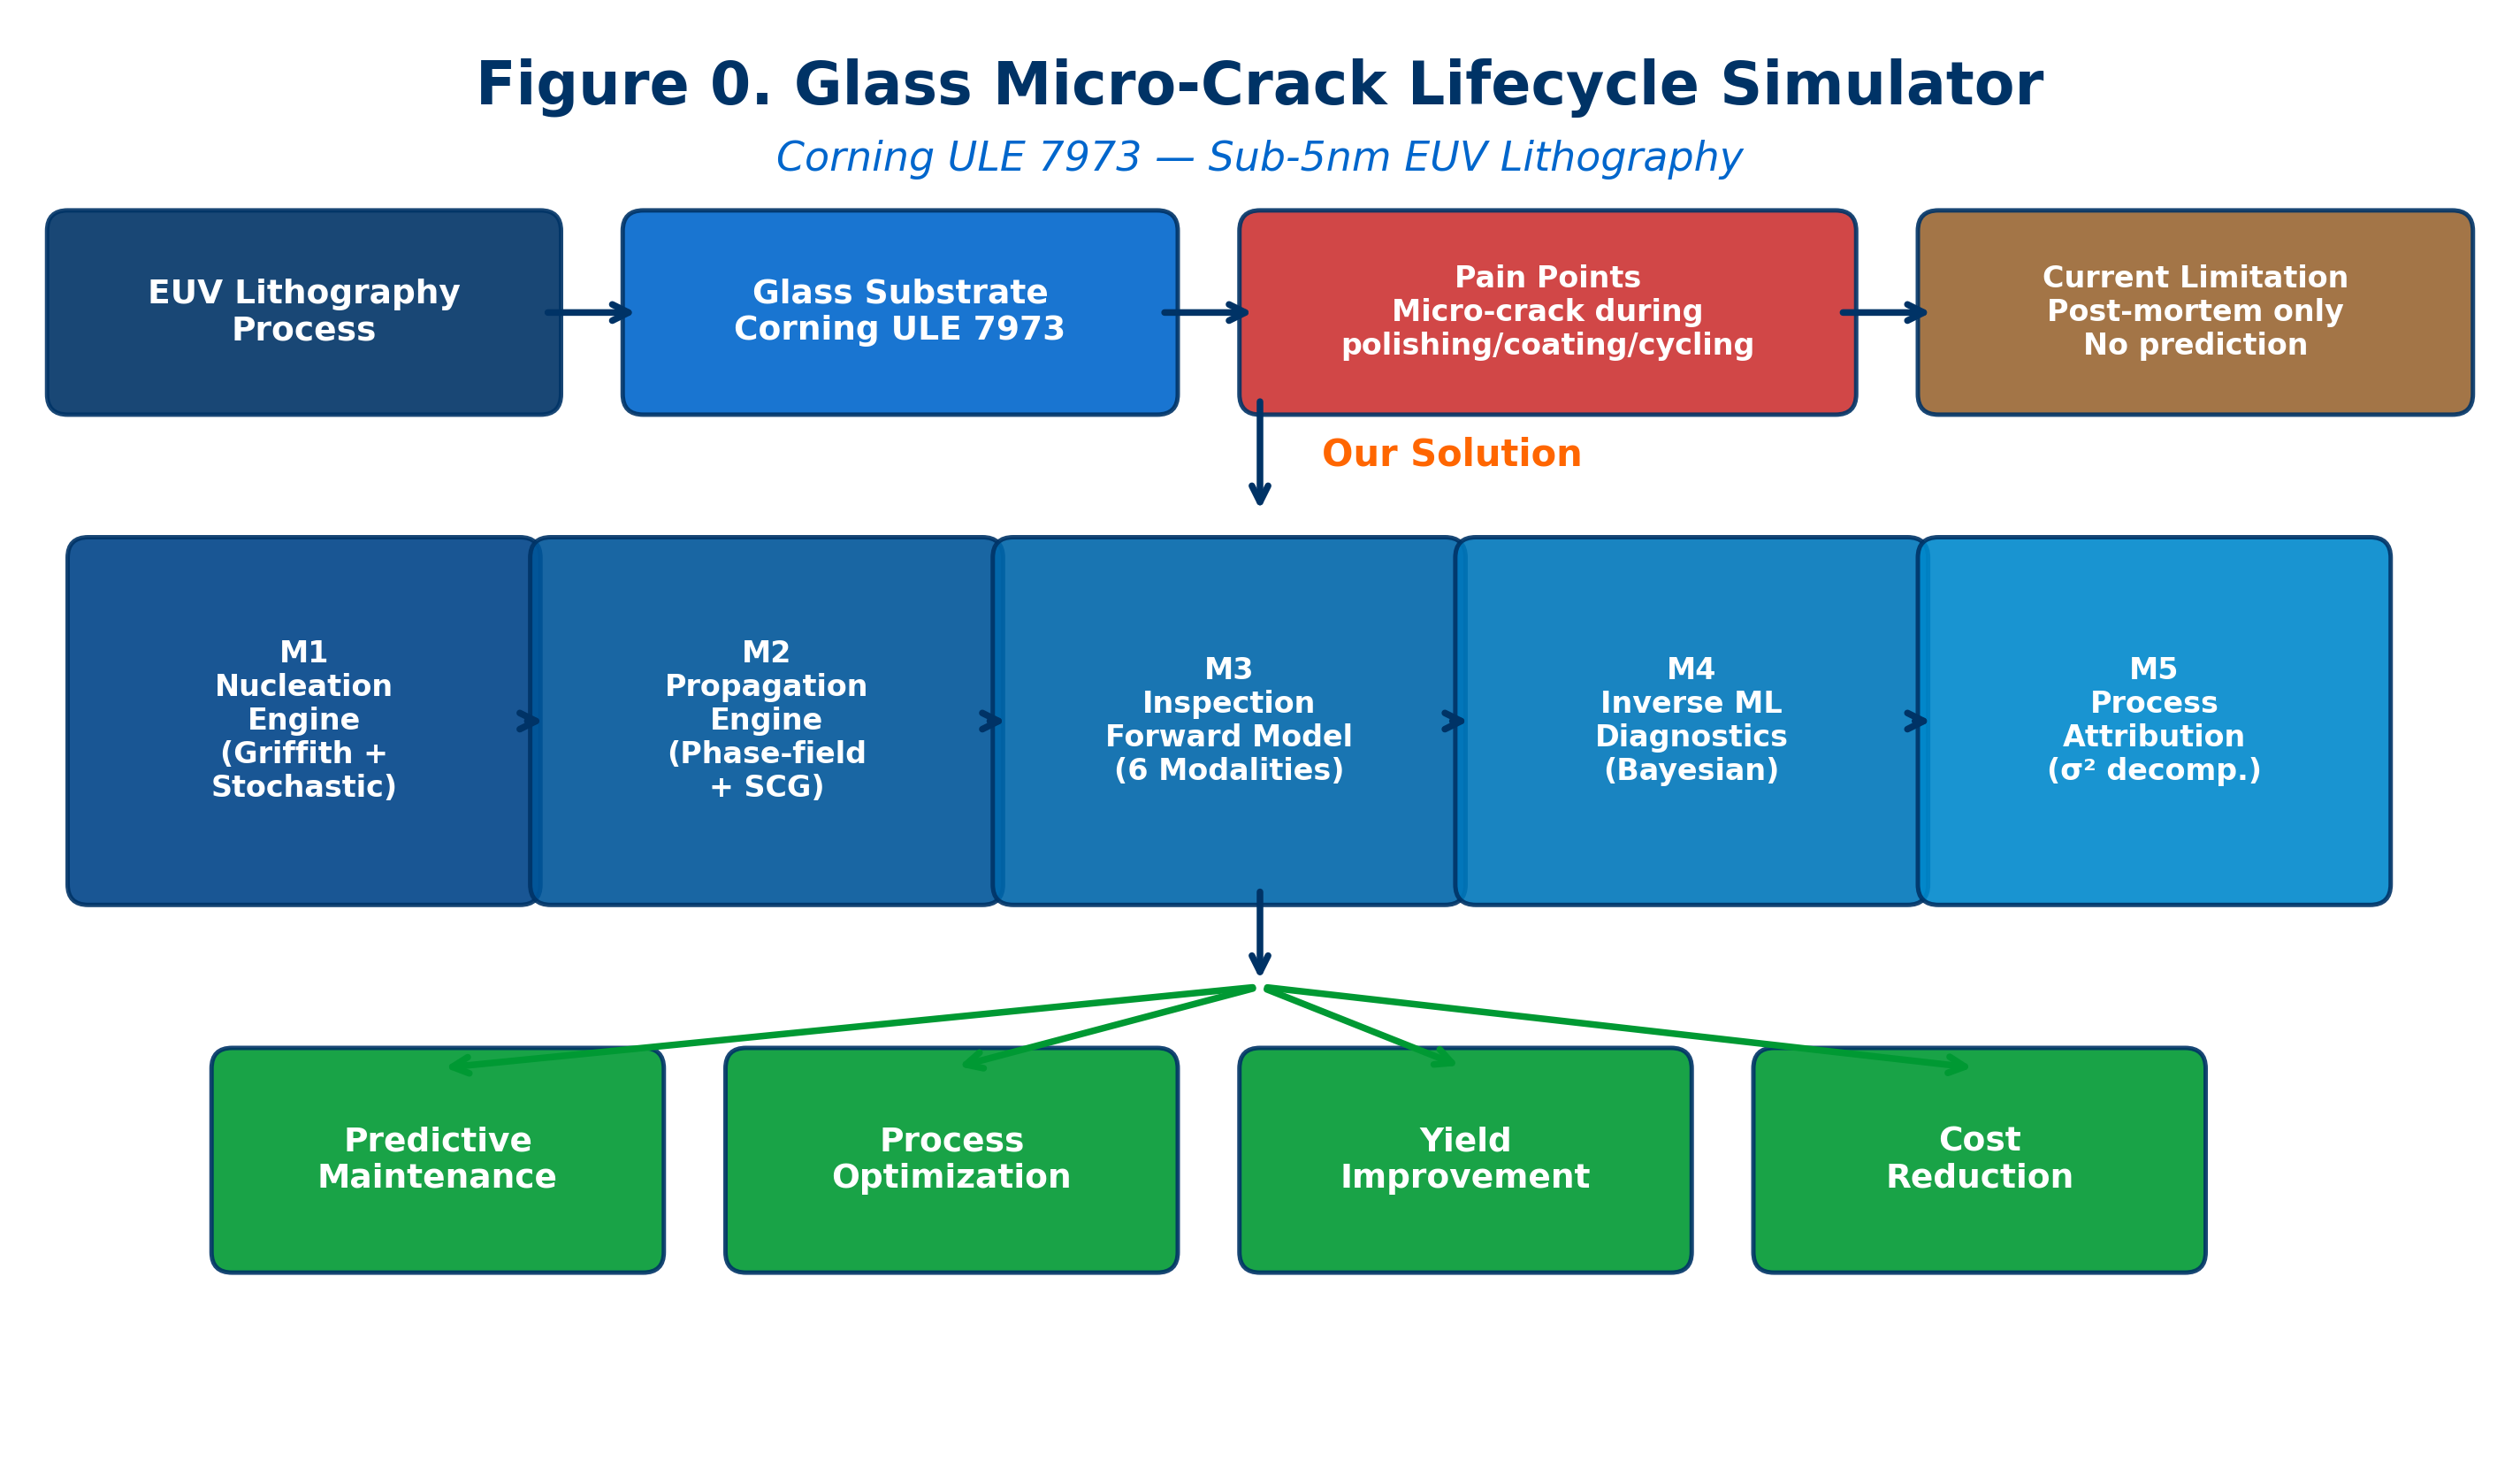 Figure 0. Glass Micro-Crack Lifecycle Simulator
Corning ULE 7973 — Sub-5nm EUV Lithography
EUV Lithography
Process
Glass Substrate
Corning ULE 7973
Pain Points
Micro-crack during
polishing/coating/cycling
Current Limitation
Post-mortem only
No prediction
Our Solution
M1
Nucleation
Engine
(Griffith +
Stochastic)
M2
Propagation
Engine
(Phase-field
+ SCG)
M3
Inspection
Forward Model
(6 Modalities)
M4
Inverse ML
Diagnostics
(Bayesian)
M5
Process
Attribution
(σ² decomp.)
Predictive
Maintenance
Process
Optimization
Yield
Improvement
Cost
Reduction